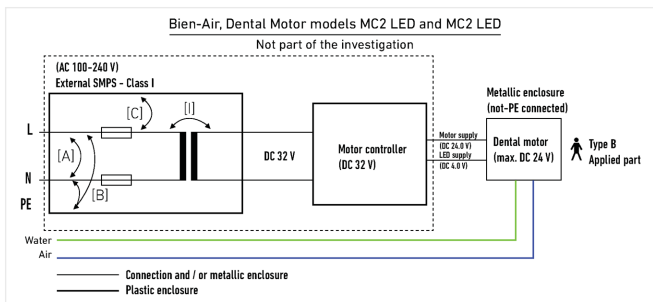 Bien-Air, Dental Motor models MC2 LED and MC2 LED
Not part of the investigation
(AC 100-240 V)
External SMPS - Class I
[C]
[I]
L
[A]
N
[B]
PE
DC 32 V
Motor controller
(DC 32 V)
Motor supply
(DC 24.0 V)
LED supply
(DC 4.0 V)
Metallic enclosure
(not-PE connected)
Dental motor
(max. DC 24 V)
Type B
Applied part
Water
Air
Connection and / or metallic enclosure
Plastic enclosure